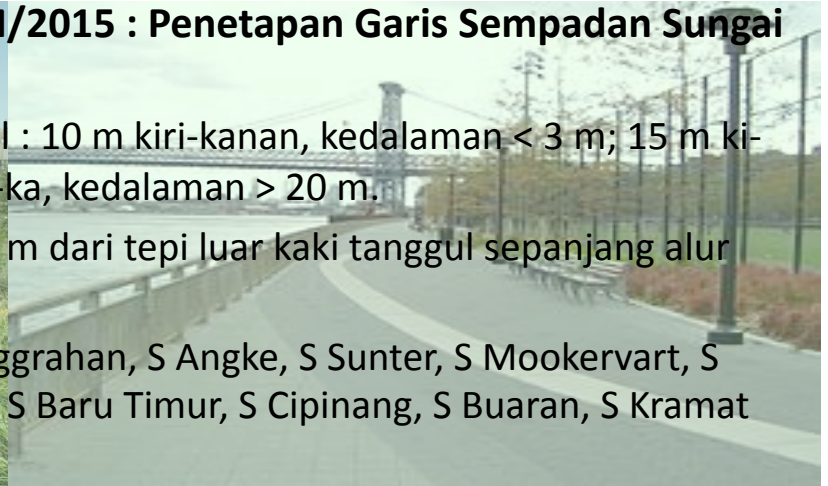 /2015 : Penetapan Garis Sempadan Sungai
: 10 m kiri-kanan, kedalaman < 3 m; 15 m ki-
-ka, kedalaman > 20 m.
m dari tepi luar kaki tanggul sepanjang alur
ggrahan, S Angke, S Sunter, S Mookervart, S
S Baru Timur, S Cipinang, S Buaran, S Kramat